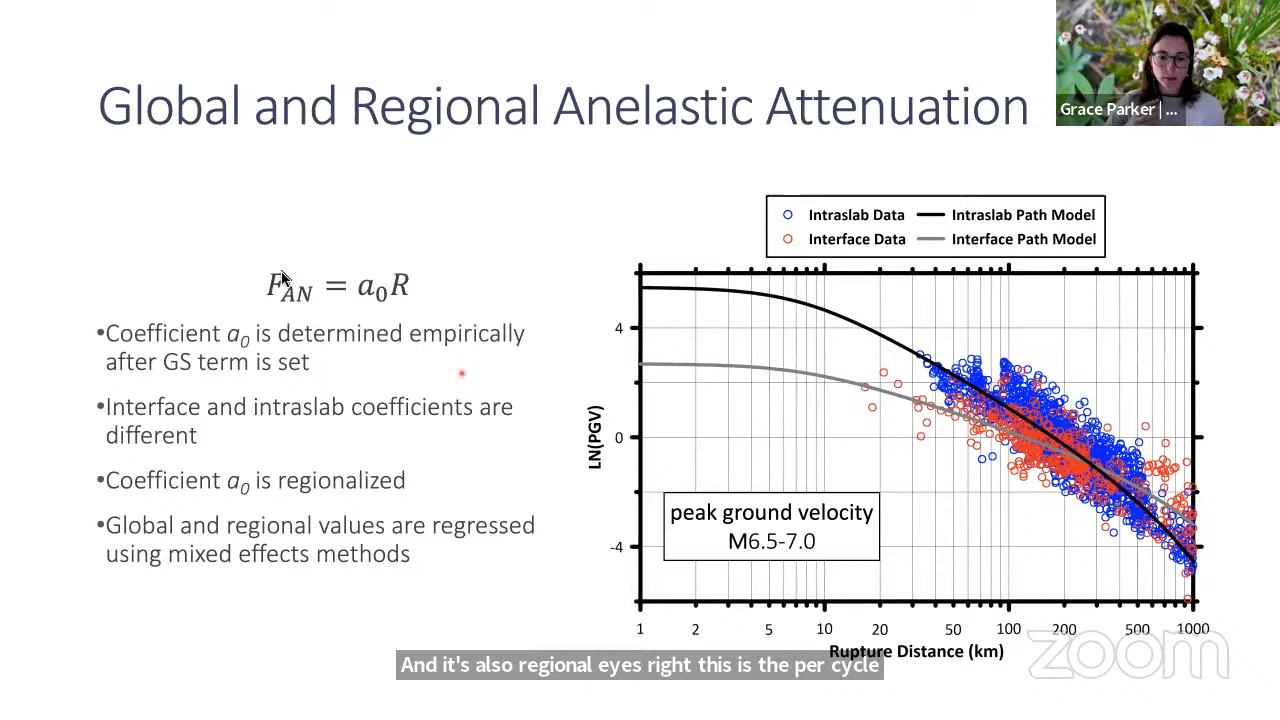 Global and Regional Anelastic Attenuation
Grace Parker | ...
F_AN = a_0R
•Coefficient a_0 is determined empirically
after GS term is set
•Interface and intraslab coefficients are
different
•Coefficient a_0 is regionalized
•Global and regional values are regressed
using mixed effects methods
Intraslab Data
Intraslab Path Model
Interface Data
Interface Path Model
LN(PGV)
4
0
-4
peak ground velocity
M6.5-7.0
1 2 5 10 20 50 100 200 500 1000
Rupture Distance (km)
zoom
And it's also regional eyes right this is the per cycle